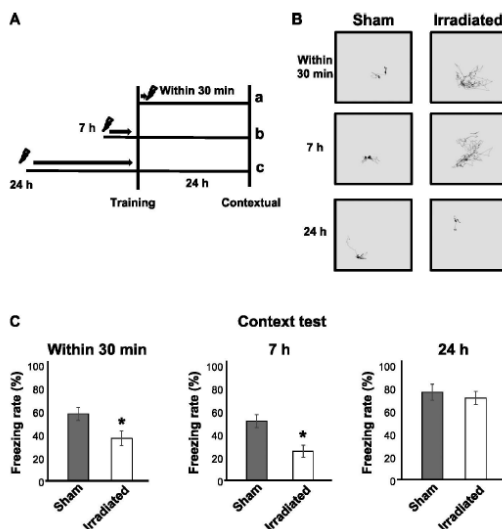 A
Within 30 min
a
7 h
b
24 h
24 h
c
Training
Contextual
B
Sham
Irradiated
Within
30 min
7 h
24 h
C
Context test
Within 30 min
7 h
24 h
Freezing rate (%)
100
80
60
40
20
0
*
Sham
Irradiated
Freezing rate (%)
100
80
60
40
20
0
*
Sham
Irradiated
Freezing rate (%)
100
80
60
40
20
0
Sham
Irradiated